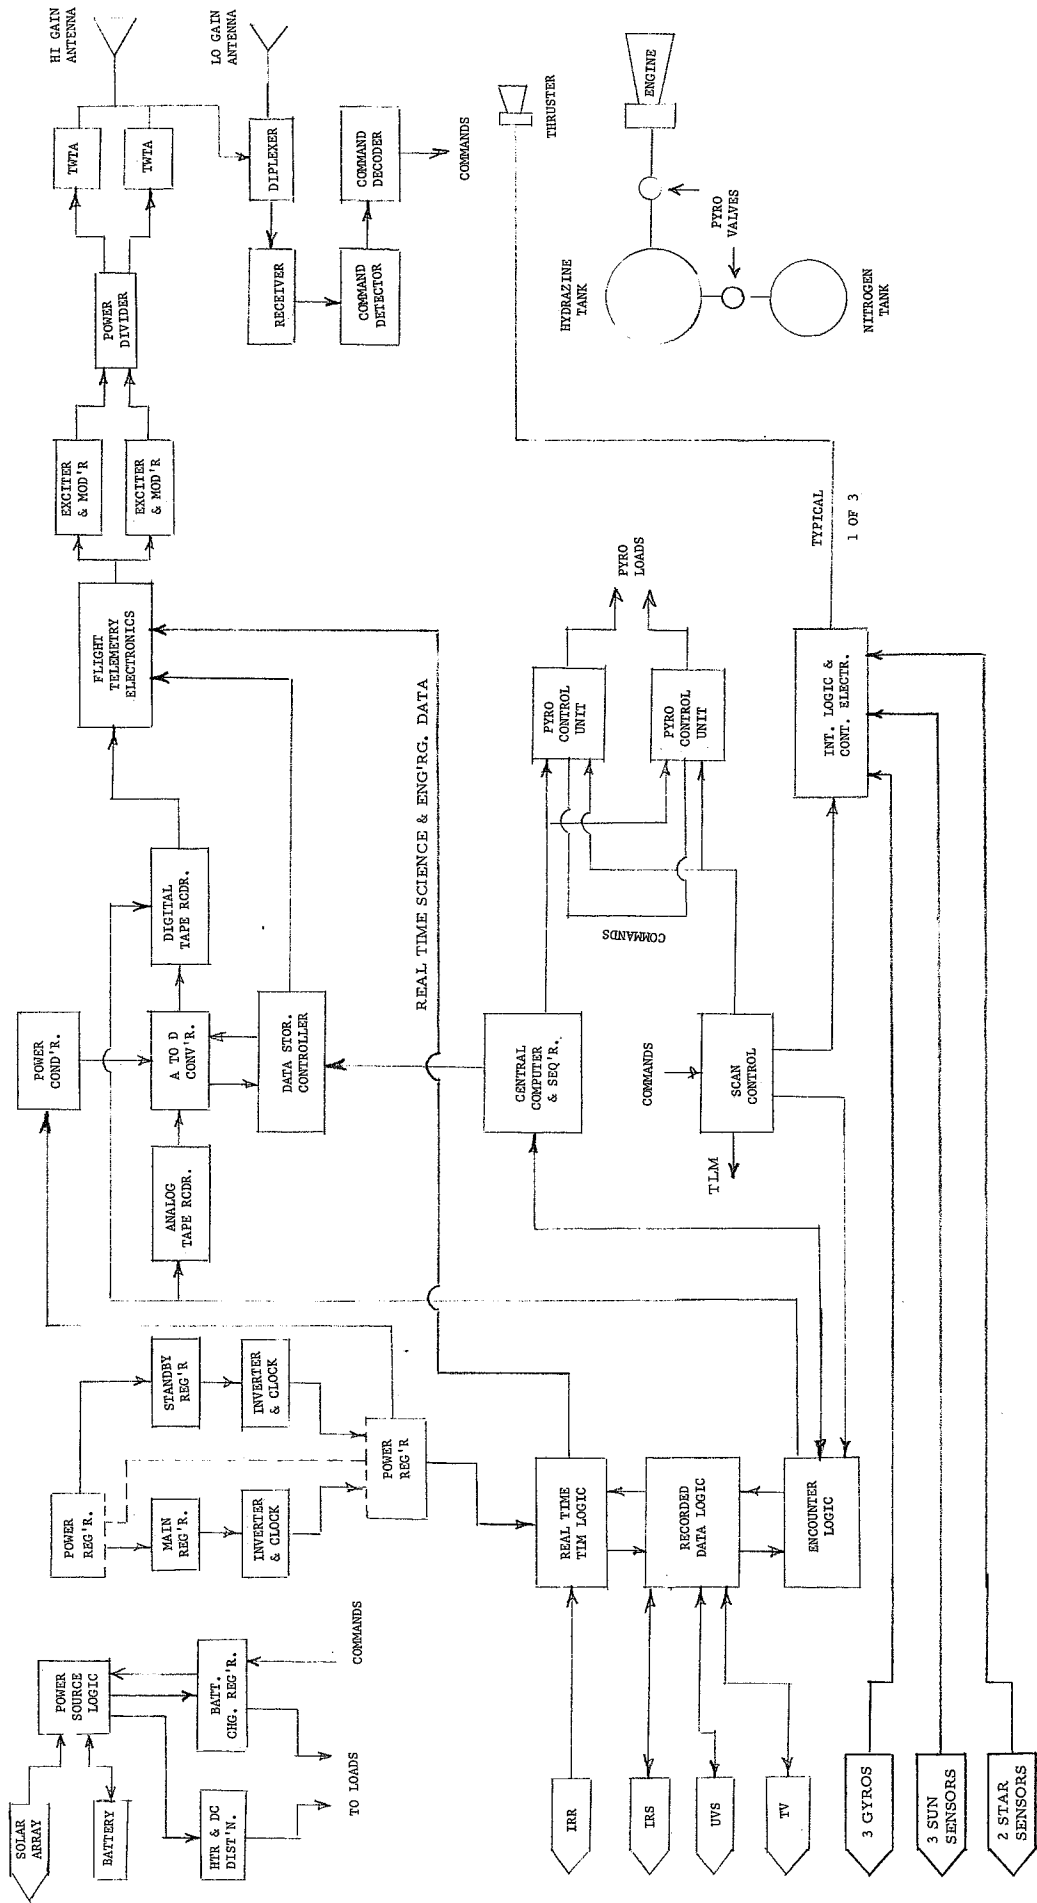 SOLAR
ARRAY
BATTERY
POWER
SOURCE
LOGIC
HTR & DC
DIST'N.
BATT.
CHG. REG'R.
TO LOADS
COMMANDS
POWER
REG'R.
MAIN
REG'R.
STANDBY
REG'R
INVERTER
& CLOCK
INVERTER
& CLOCK
POWER
REG'R
POWER
COND'R.
ANALOG
TAPE RCDR.
A TO D
CONV'R.
DIGITAL
TAPE RCDR.
DATA STOR.
CONTROLLER
FLIGHT
TELEMETRY
ELECTRONICS
EXCITER
& MOD'R
EXCITER
& MOD'R
POWER
DIVIDER
TWTA
TWTA
HI GAIN
ANTENNA
LO GAIN
ANTENNA
DIPLEXER
RECEIVER
COMMAND
DETECTOR
COMMAND
DECODER
COMMANDS
REAL TIME SCIENCE & ENG'RG. DATA
IRR
IRS
UVS
TV
REAL TIME
TIM LOGIC
RECORDED
DATA LOGIC
ENCOUNTER
LOGIC
CENTRAL
COMPUTER
& SEQ'R.
COMMANDS
SCAN
CONTROL
TLM
COMMANDS
PYRO
CONTROL
UNIT
PYRO
CONTROL
UNIT
PYRO
LOADS
THRUSTER
HYDRAZINE
TANK
PYRO
VALVES
ENGINE
NITROGEN
TANK
INT. LOGIC &
CONT. ELECTR.
TYPICAL
1 OF 3
3 GYROS
3 SUN
SENSORS
2 STAR
SENSORS